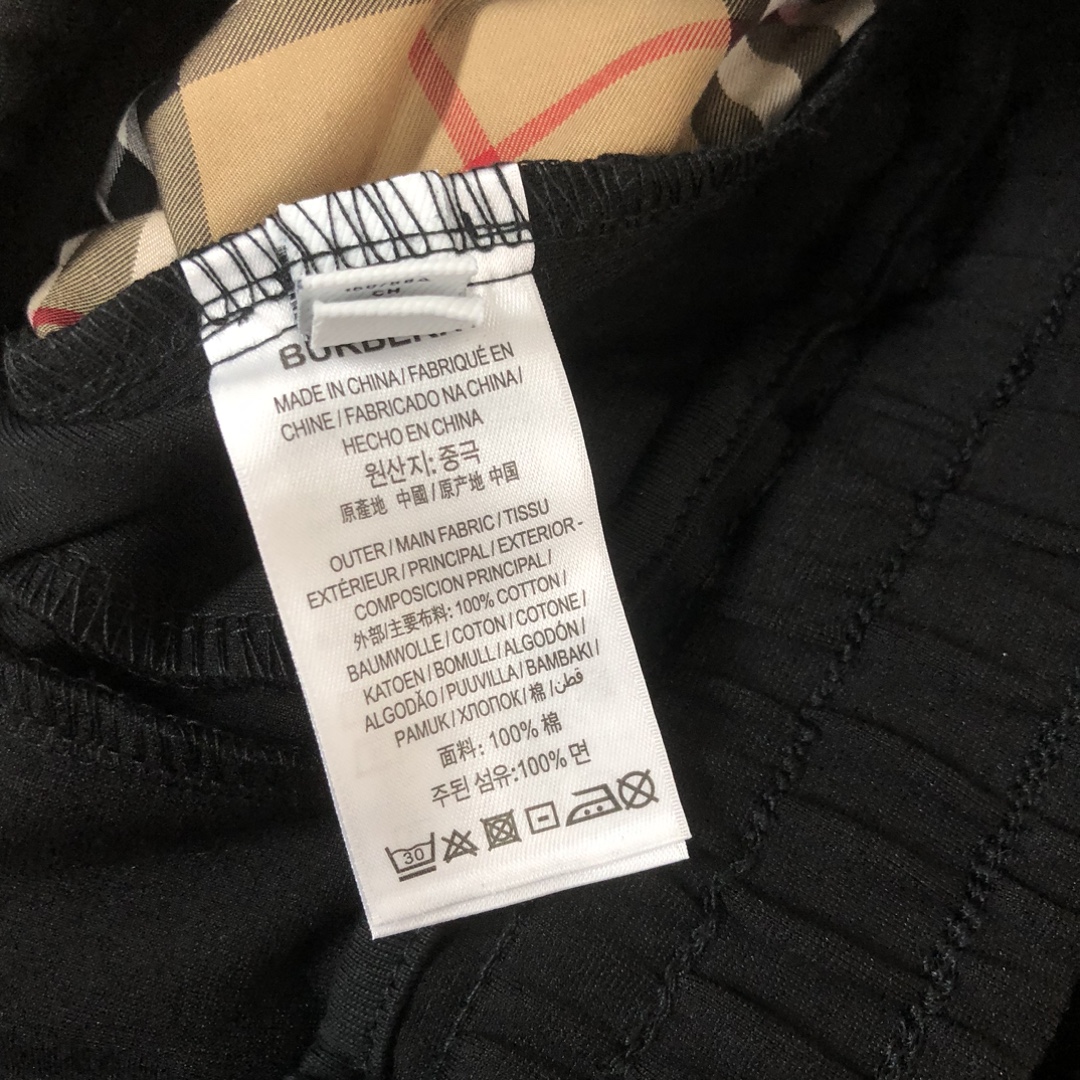 CH
BURBERRY
MADE IN CHINA / FABRIQUÉ EN
CHINE / FABRICADO NA CHINA /
HECHO EN CHINA
원산지: 중극
原產地 中國 / 原产地 中国
OUTER / MAIN FABRIC / TISSU
EXTÉRIEUR / PRINCIPAL / EXTERIOR -
COMPOSICION PRINCIPAL /
外部/主要布料: 100% COTTON /
BAUMWOLLE / COTON / COTONE /
KATOEN / BOMULL / ALGODÓN /
ALGODÃO / PUUVILLA / BAMBAKI /
PAMUK / ХЛОПОК / 棉 / قطن
面料: 100% 棉
주된 섬유:100% 면
30